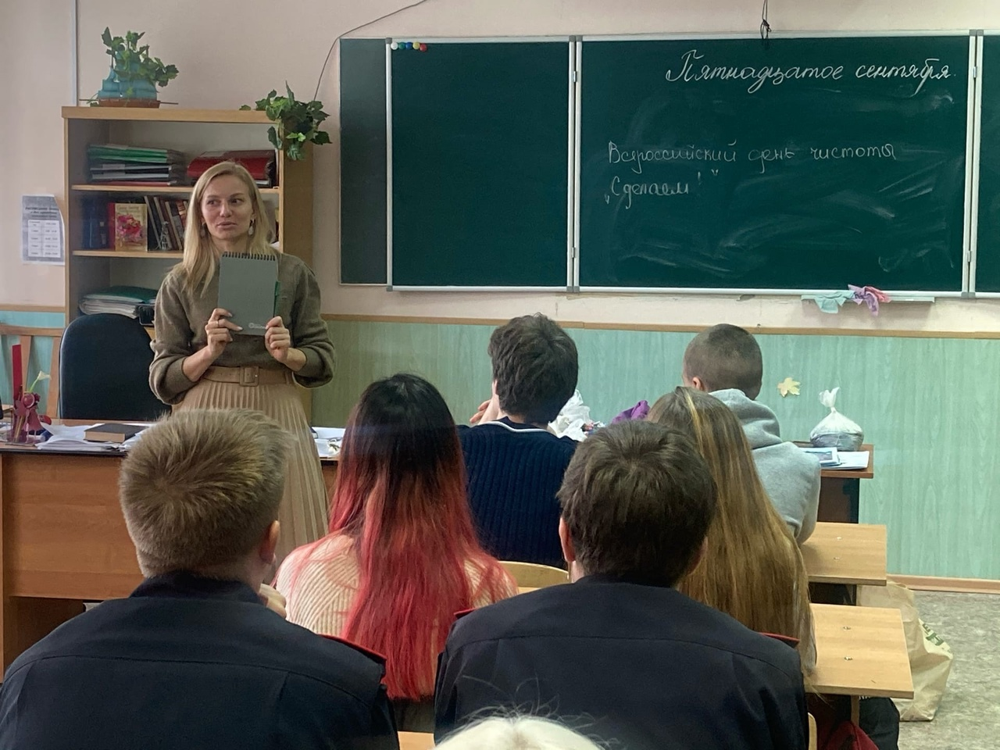 Пятнадцатое сентября
Всероссийский день чистоты
„Сделаем!"